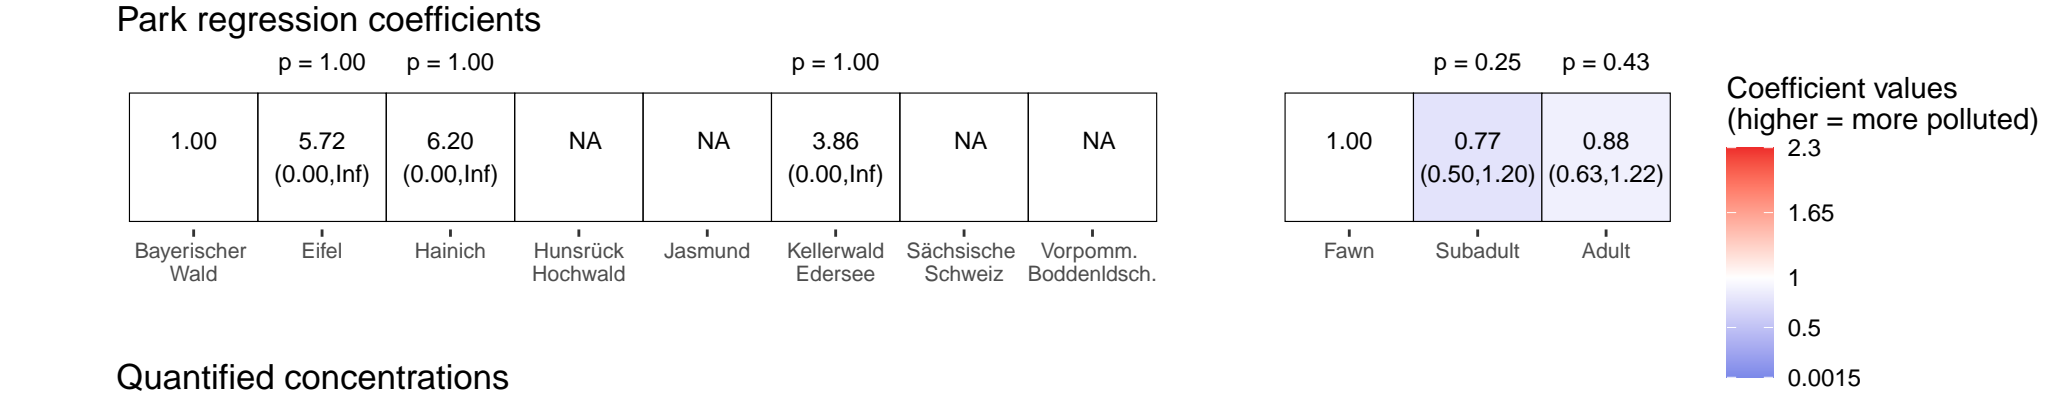 Park regression coefficients
p = 1.00 p = 1.00 p = 1.00 p = 0.25 p = 0.43
1.00 5.72 6.20 NA NA 3.86 NA NA 1.00 0.77 0.88
(0.00,Inf) (0.00,Inf) (0.00,Inf) (0.50,1.20) (0.63,1.22)
Bayerischer Eifel Hainich Hunsrück Jasmund Kellerwald Sächsische Vorpomm. Fawn Subadult Adult
Wald Hochwald Edersee Schweiz Boddenldsch.
Coefficient values
(higher = more polluted)
2.3
1.65
1
0.5
0.0015
Quantified concentrations